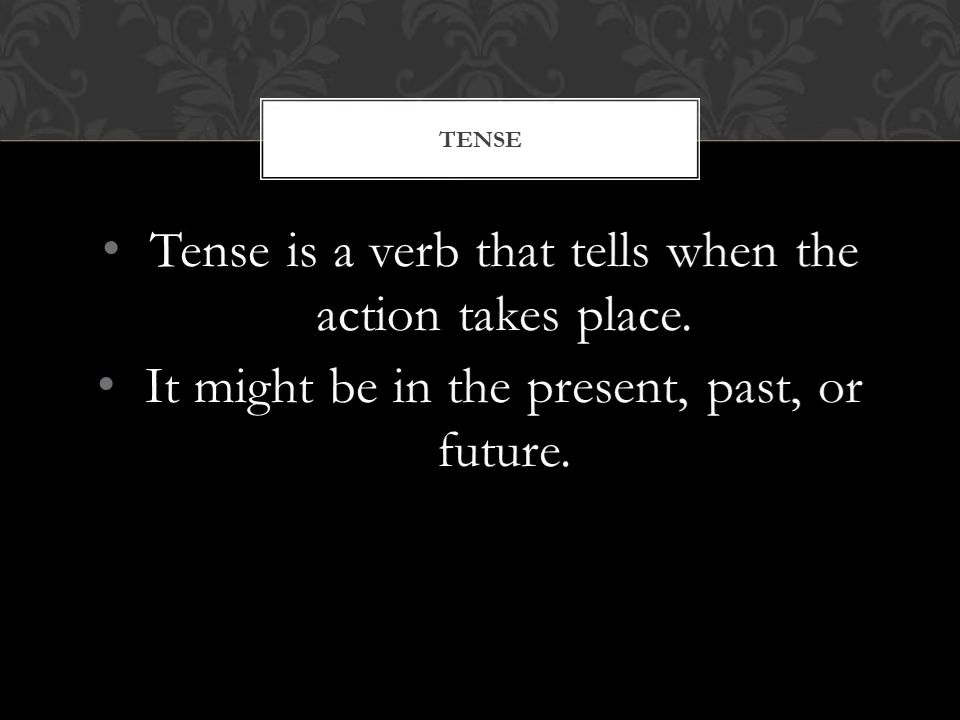 TENSE
• Tense is a verb that tells when the
action takes place.
• It might be in the present, past, or
future.